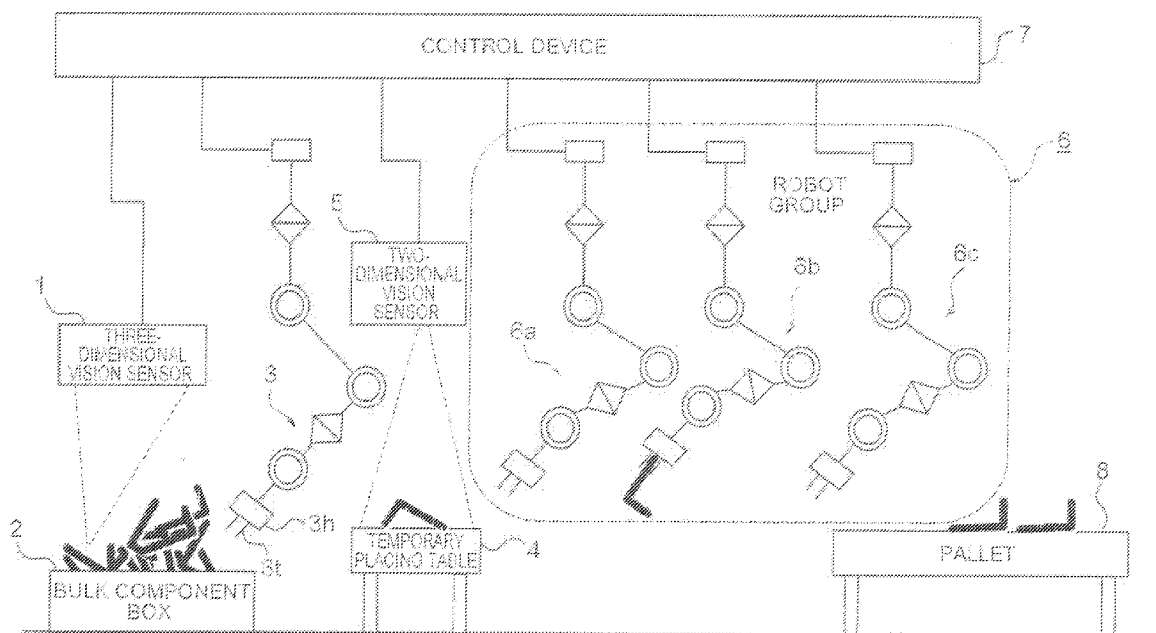 CONTROL DEVICE
7
6
ROBOT
GROUP
5
TWO-
DIMENSIONAL
VISION
SENSOR
6b
6c
1
THREE-
DIMENSIONAL
VISION SENSOR
6a
3
2
3h
3t
4
8
TEMPORARY
PLACING TABLE
PALLET
BULK COMPONENT
BOX